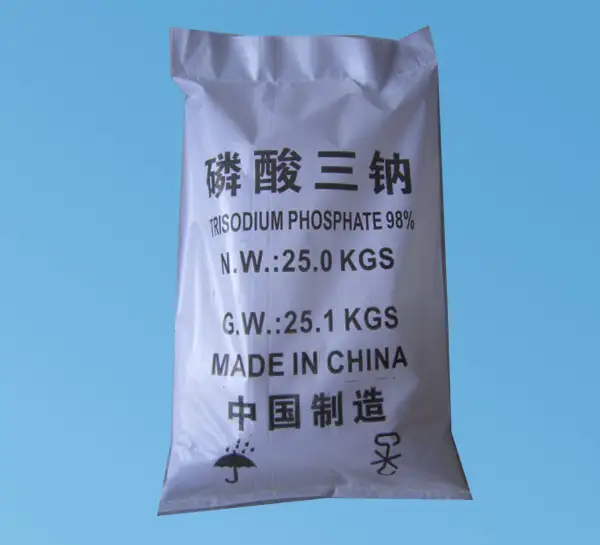 磷酸三钠
TRISODIUM PHOSPHATE 98%
N.W.:25.0 KGS
G.W.:25.1 KGS
MADE IN CHINA
中国制造